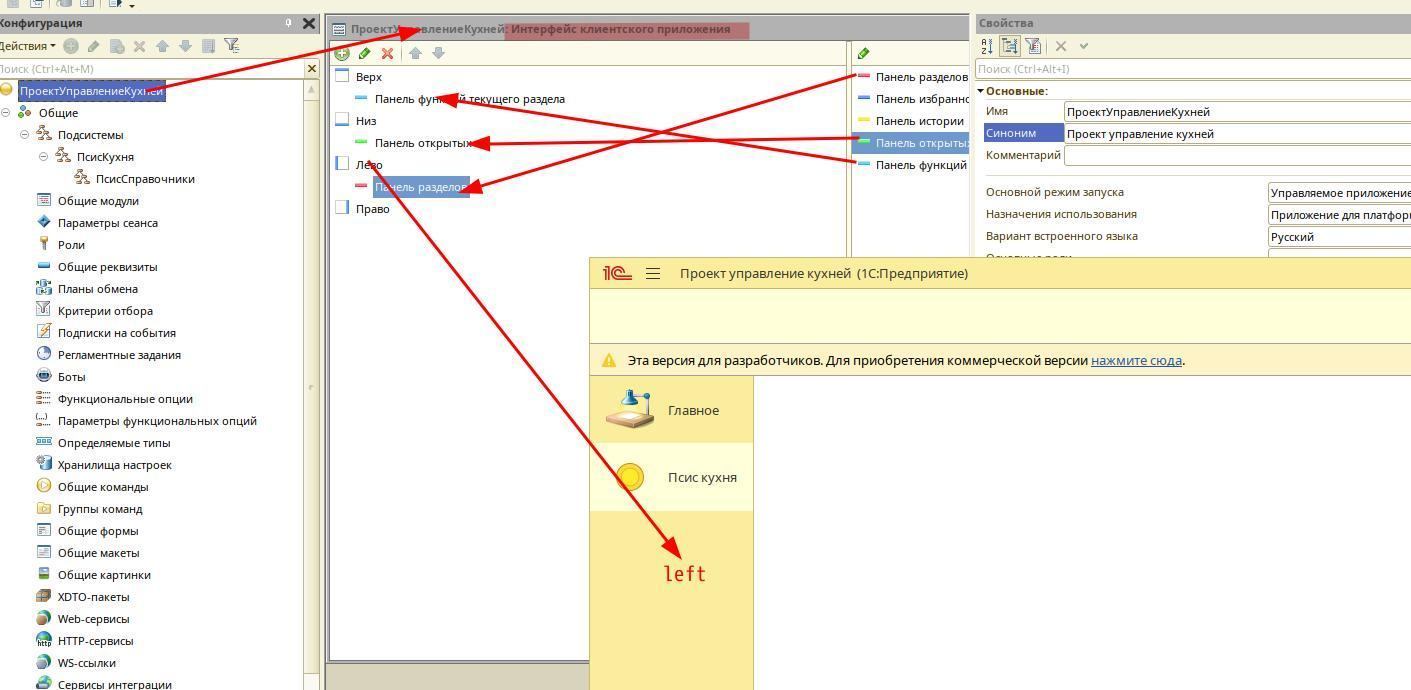 Конфигурация
Действия
Поиск (Ctrl+Alt+M)
ПроектУправлениеКухней
Общие
Подсистемы
ПсисКухня
ПсисСправочники
Общие модули
Параметры сеанса
Роли
Общие реквизиты
Планы обмена
Критерии отбора
Подписки на события
Регламентные задания
Боты
Функциональные опции
Параметры функциональных опций
Определяемые типы
Хранилища настроек
Общие команды
Группы команд
Общие формы
Общие макеты
Общие картинки
XDTO-пакеты
Web-сервисы
HTTP-сервисы
WS-ссылки
Сервисы интеграции
ПроектУправлениеКухней: Интерфейс клиентского приложения
Верх
Панель функций текущего раздела
Низ
Панель открытых
Лево
Панель разделов
Право
Панель разделов
Панель избранно
Панель истории
Панель открытых
Панель функций
Свойства
Поиск (Ctrl+Alt+I)
Основные:
Имя ПроектУправлениеКухней
Синоним Проект управление кухней
Комментарий
Основной режим запуска Управляемое приложение
Назначения использования Приложение для платфор
Вариант встроенного языка Русский
1С Проект управление кухней (1С:Предприятие)
Эта версия для разработчиков. Для приобретения коммерческой версии нажмите сюда.
Главное
Псис кухня
left